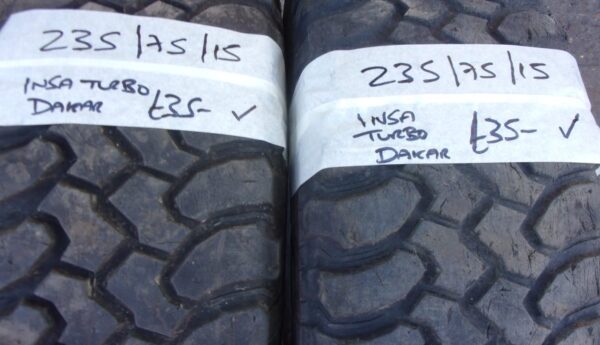 235/75/15
INSA TURBO
DAKAR £35- ✓
235/75/15
INSA
TURBO £35- ✓
DAKAR